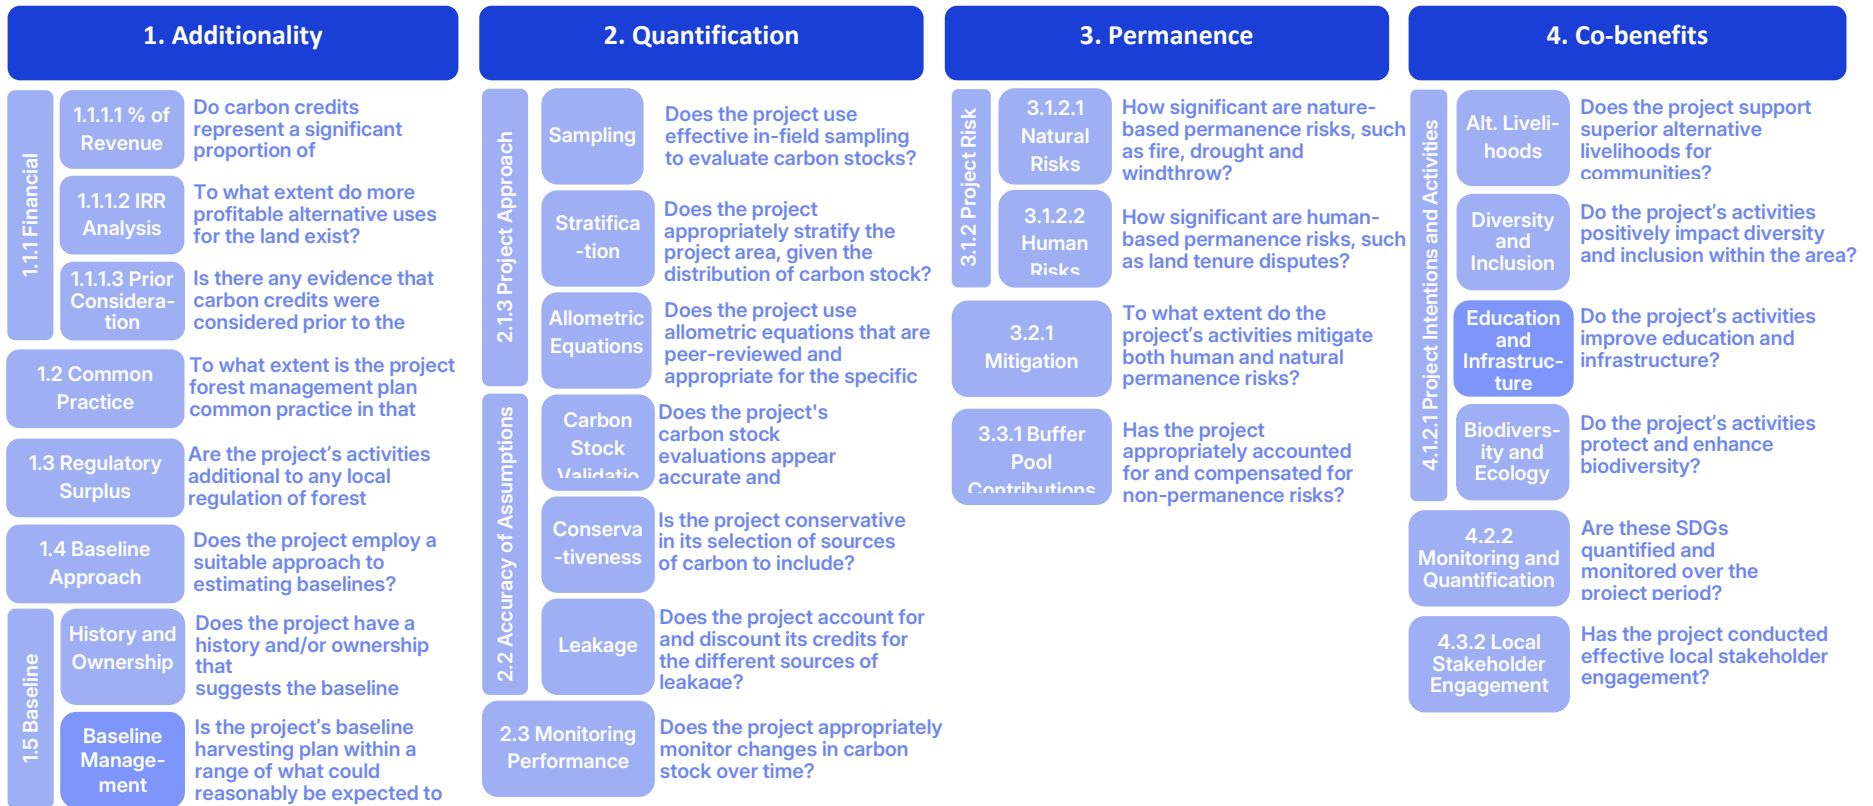 1. Additionality
1.1.1 Financial
1.1.1.1 % of
Revenue
Do carbon credits
represent a significant
proportion of
1.1.1.2 IRR
Analysis
To what extent do more
profitable alternative uses
for the land exist?
1.1.1.3 Prior
Considera-
tion
Is there any evidence that
carbon credits were
considered prior to the
1.2 Common
Practice
To what extent is the project
forest management plan
common practice in that
1.3 Regulatory
Surplus
Are the project's activities
additional to any local
regulation of forest
1.4 Baseline
Approach
Does the project employ a
suitable approach to
estimating baselines?
1.5 Baseline
History and
Ownership
Does the project have a
history and/or ownership
that
suggests the baseline
Baseline
Manage-
ment
Is the project’s baseline
harvesting plan within a
range of what could
reasonably be expected to
2. Quantification
2.1.3 Project Approach
Sampling
Does the project use
effective in-field sampling
to evaluate carbon stocks?
Stratifica
-tion
Does the project
appropriately stratify the
project area, given the
distribution of carbon stock?
Allometric
Equations
Does the project use
allometric equations that are
peer-reviewed and
appropriate for the specific
2.2 Accuracy of Assumptions
Carbon
Stock
Validatio
Does the project's
carbon stock
evaluations appear
accurate and
Conserva
-tiveness
Is the project conservative
in its selection of sources
of carbon to include?
Leakage
Does the project account for
and discount its credits for
the different sources of
leakage?
2.3 Monitoring
Performance
Does the project appropriately
monitor changes in carbon
stock over time?
3. Permanence
3.1.2 Project Risk
3.1.2.1
Natural
Risks
How significant are nature-
based permanence risks, such
as fire, drought and
windthrow?
3.1.2.2
Human
Risks
How significant are human-
based permanence risks, such
as land tenure disputes?
3.2.1
Mitigation
To what extent do the
project’s activities mitigate
both human and natural
permanence risks?
3.3.1 Buffer
Pool
Contributions
Has the project
appropriately accounted
for and compensated for
non-permanence risks?
4. Co-benefits
4.1.2.1 Project Intentions and Activities
Alt. Liveli-
hoods
Does the project support
superior alternative
livelihoods for
communities?
Diversity
and
Inclusion
Do the project’s activities
positively impact diversity
and inclusion within the area?
Education
and
Infrastruc-
ture
Do the project’s activities
improve education and
infrastructure?
Biodivers-
ity and
Ecology
Do the project’s activities
protect and enhance
biodiversity?
4.2.2
Monitoring and
Quantification
Are these SDGs
quantified and
monitored over the
project period?
4.3.2 Local
Stakeholder
Engagement
Has the project conducted
effective local stakeholder
engagement?